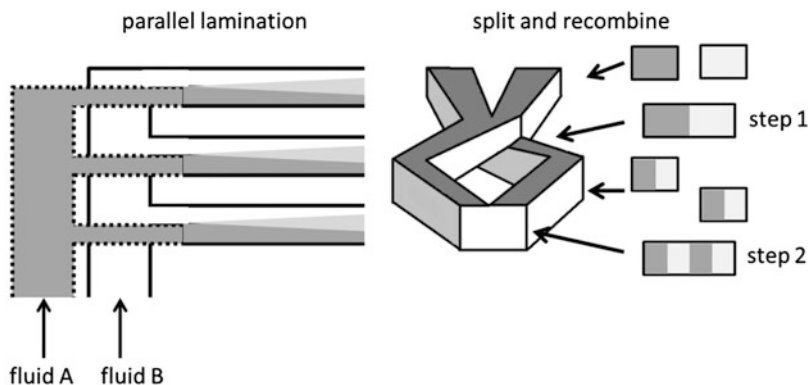 parallel lamination
split and recombine
step 1
step 2
fluid A
fluid B